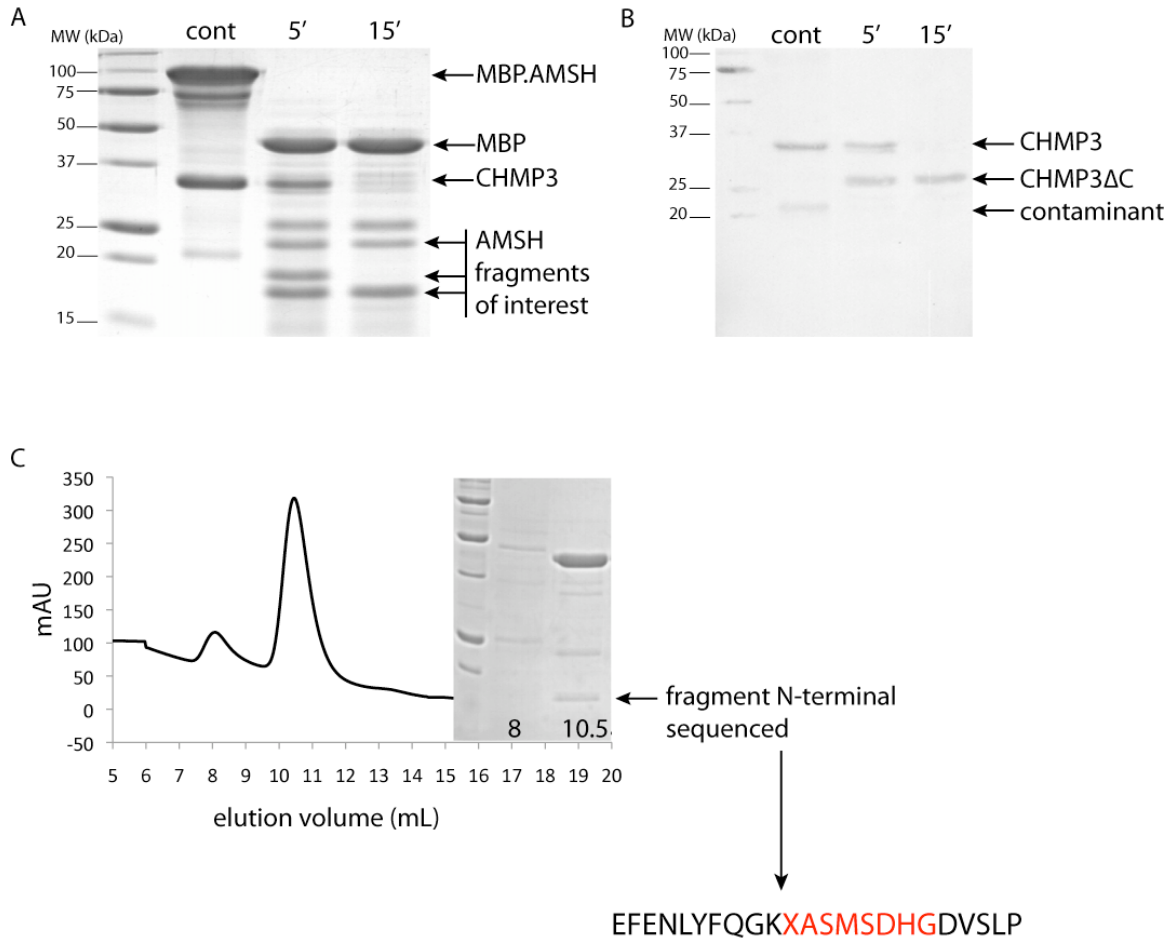 A
MW (kDa)
cont
5′
15′
100
75
50
37
25
20
15
MBP.AMSH
MBP
CHMP3
AMSH
fragments
of interest
B
MW (kDa)
cont
5′
15′
100
75
50
37
25
20
CHMP3
CHMP3ΔC
contaminant
C
350
300
250
200
150
100
50
0
-50
mAU
5 6 7 8 9 10 11 12 13 14 15 16 17 18 19 20
elution volume (mL)
8
10.5
fragment N-terminal
sequenced
EFENLYFQGKXASMSDHGDVSLP